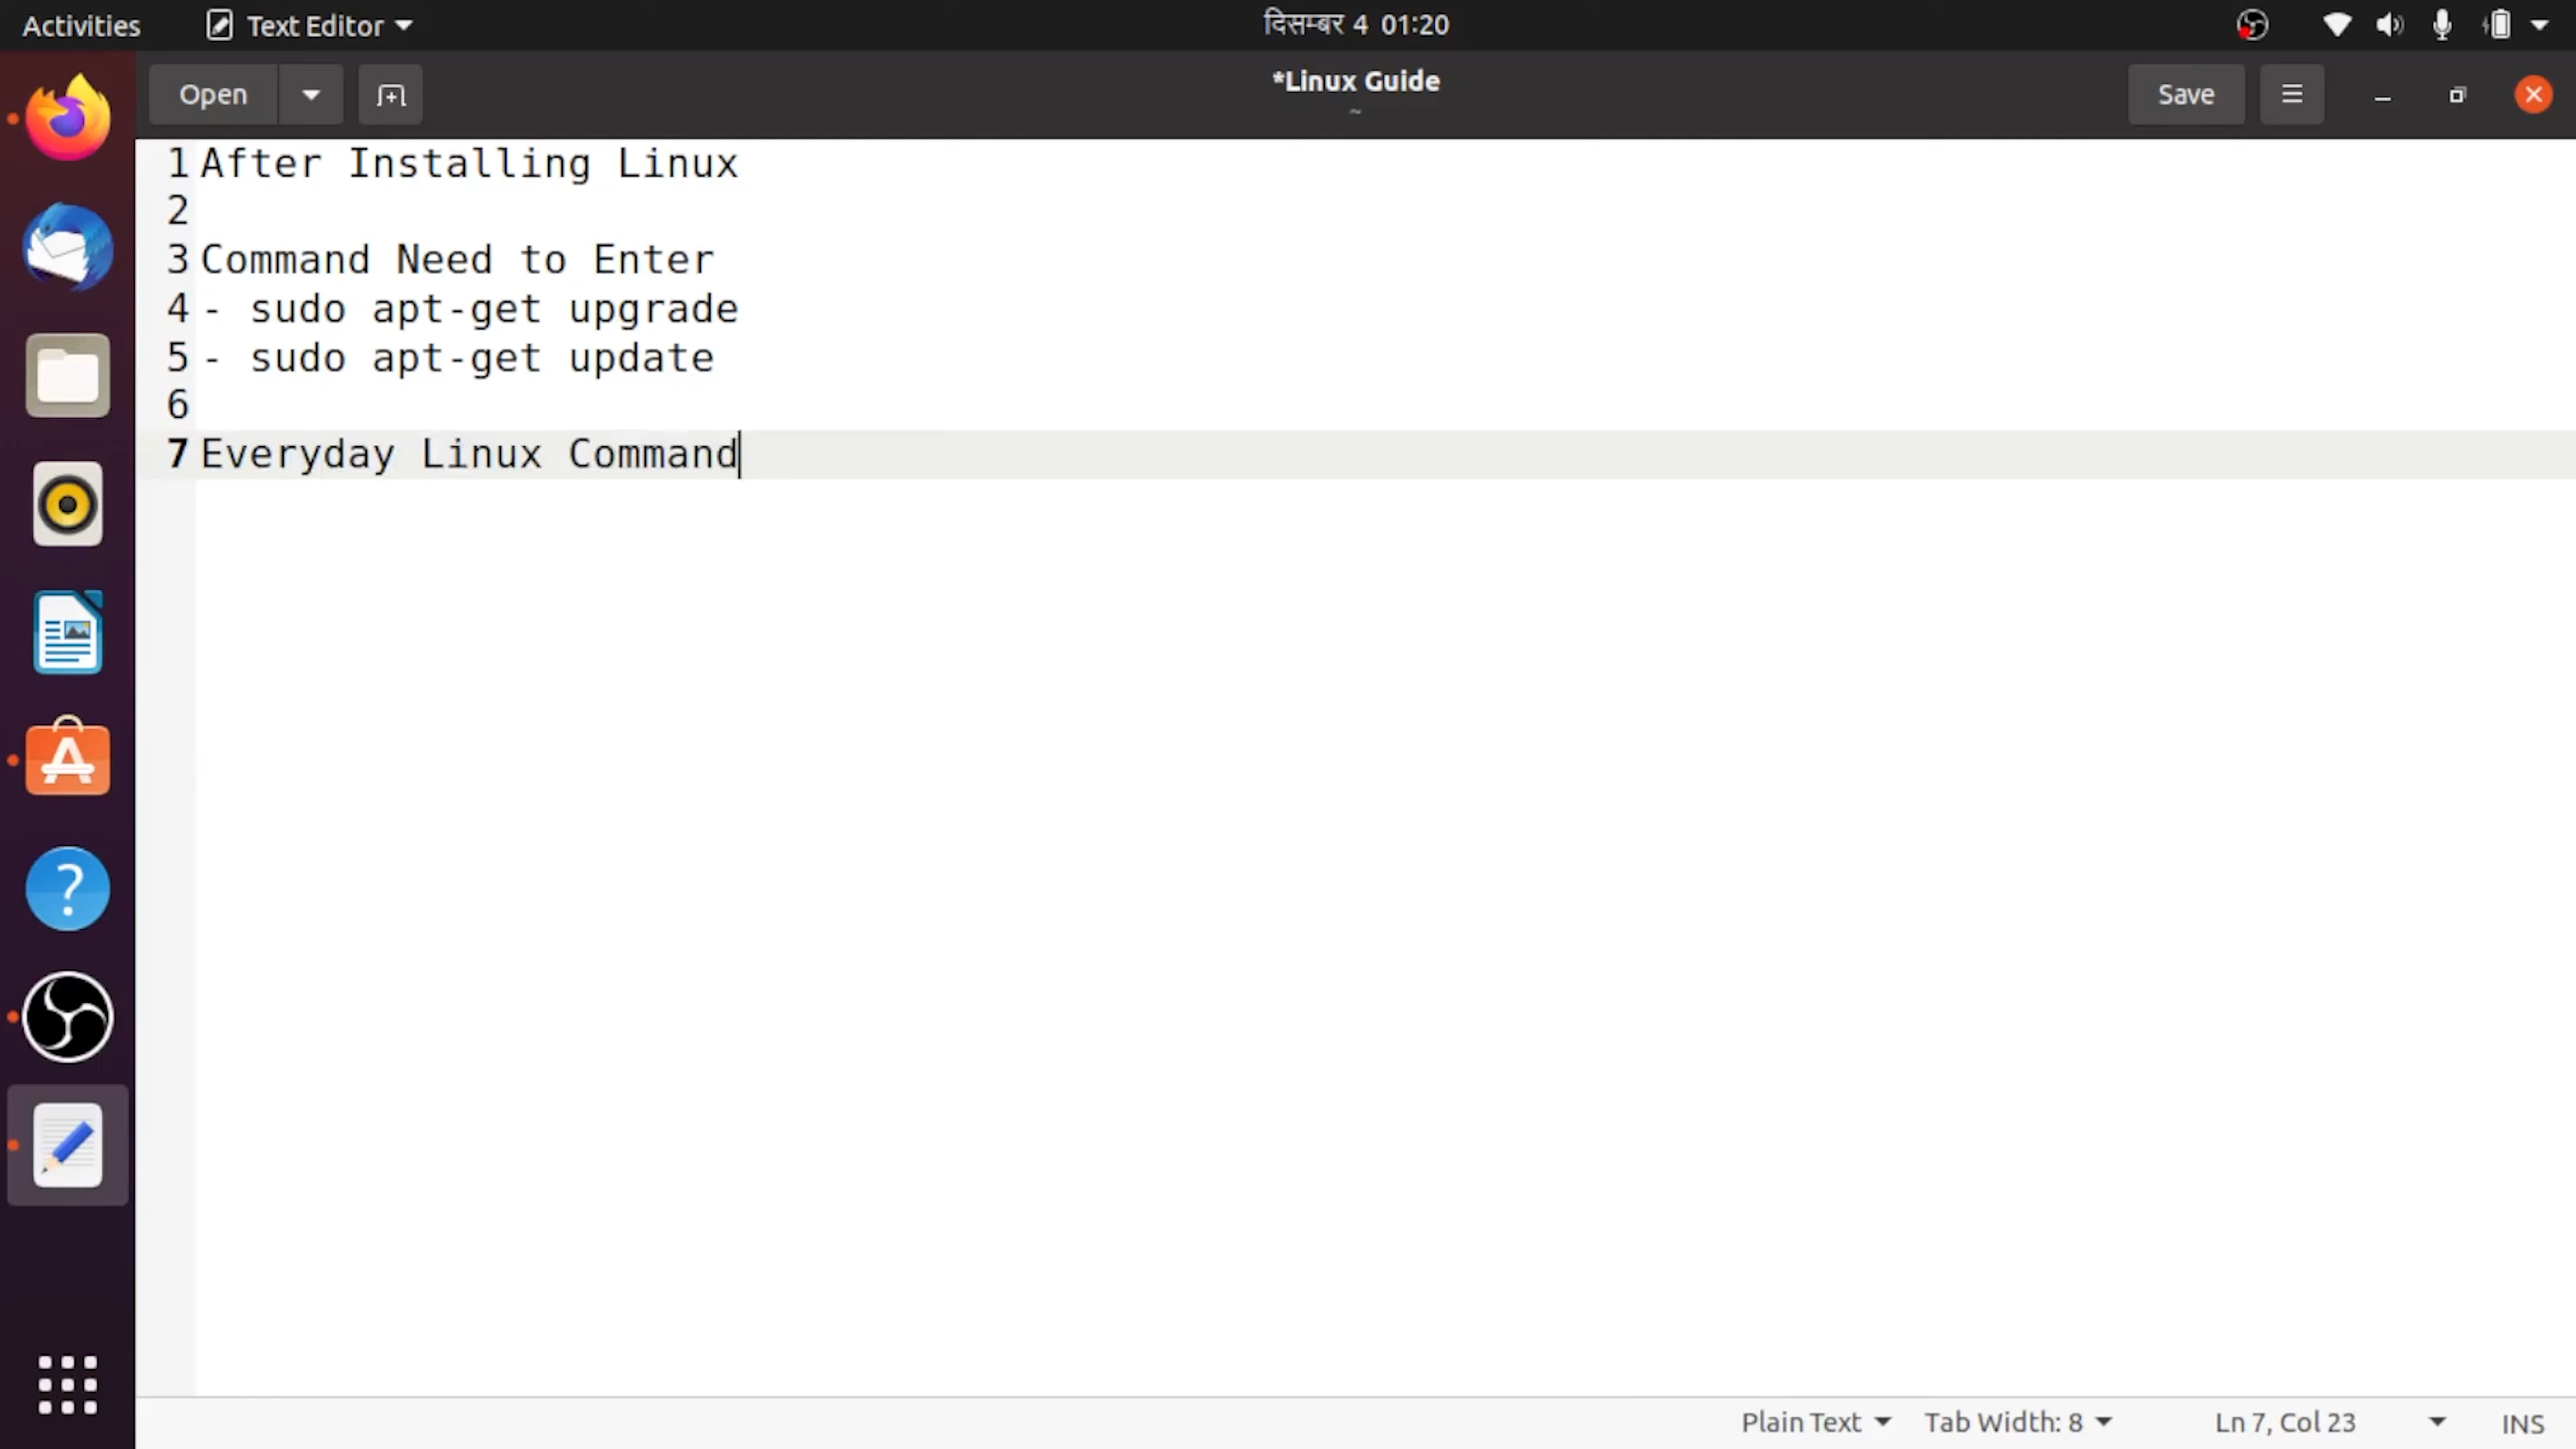 Activities Text Editor दिसम्बर 4 01:20
Open *Linux Guide Save
~
1 After Installing Linux
2
3 Command Need to Enter
4 - sudo apt-get upgrade
5 - sudo apt-get update
6
7 Everyday Linux Command
Plain Text Tab Width: 8 Ln 7, Col 23 INS